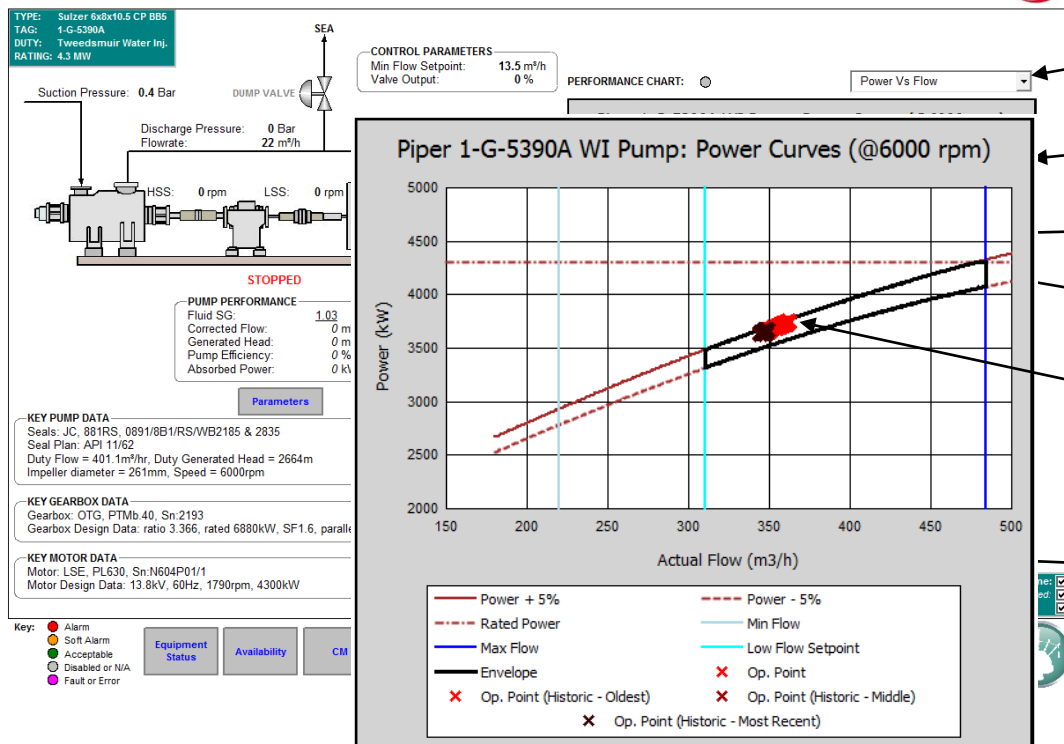 TYPE: Sulzer 6x8x10.5 CP BB5
TAG: 1-G-5390A
DUTY: Tweedsmuir Water Inj.
RATING: 4.3 MW
SEA
CONTROL PARAMETERS
Min Flow Setpoint: 13.5 m³/h
Valve Output: 0 %
PERFORMANCE CHART:
Power Vs Flow
Suction Pressure: 0.4 Bar
DUMP VALVE
Discharge Pressure: 0 Bar
Flowrate: 22 m³/h
HSS: 0 rpm
LSS: 0 rpm
STOPPED
PUMP PERFORMANCE
Fluid SG: 1.03
Corrected Flow: 0 m
Generated Head: 0 m
Pump Efficiency: 0 %
Absorbed Power: 0 kW
Parameters
KEY PUMP DATA
Seals: JC, 881RS, 0891/8B1/RS/WB2185 & 2835
Seal Plan: API 11/62
Duty Flow = 401.1m³/hr, Duty Generated Head = 2664m
Impeller diameter = 261mm, Speed = 6000rpm
KEY GEARBOX DATA
Gearbox: OTG, PTMb.40, Sn:2193
Gearbox Design Data: ratio 3.366, rated 6880kW, SF1.6, paralle
KEY MOTOR DATA
Motor: LSE, PL630, Sn:N604P01/1
Motor Design Data: 13.8kV, 60Hz, 1790rpm, 4300kW
Key:
Alarm
Soft Alarm
Acceptable
Disabled or N/A
Fault or Error
Equipment
Status
Availability
CM
Piper 1-G-5390A WI Pump: Power Curves (@6000 rpm)
Power (kW)
5000
4500
4000
3500
3000
2500
2000
150 200 250 300 350 400 450 500
Actual Flow (m3/h)
Power + 5%
Power - 5%
Rated Power
Min Flow
Max Flow
Low Flow Setpoint
Envelope
Op. Point
Op. Point (Historic - Oldest)
Op. Point (Historic - Middle)
Op. Point (Historic - Most Recent)